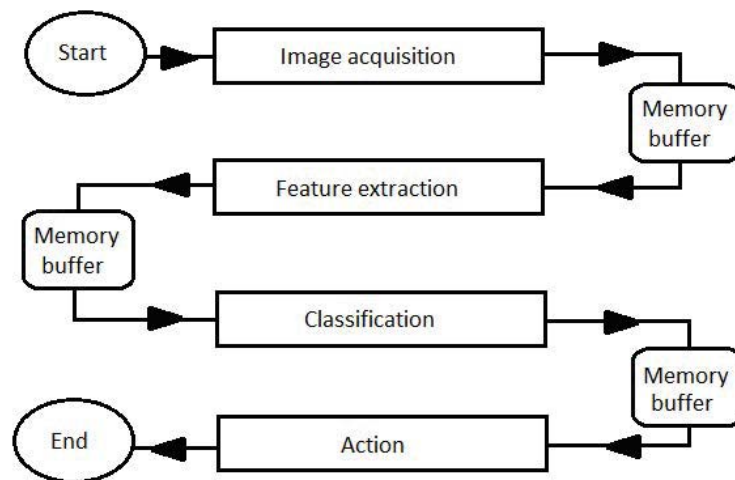 Start
Image acquisition
Memory
buffer
Feature extraction
Memory
buffer
Classification
Memory
buffer
Action
End